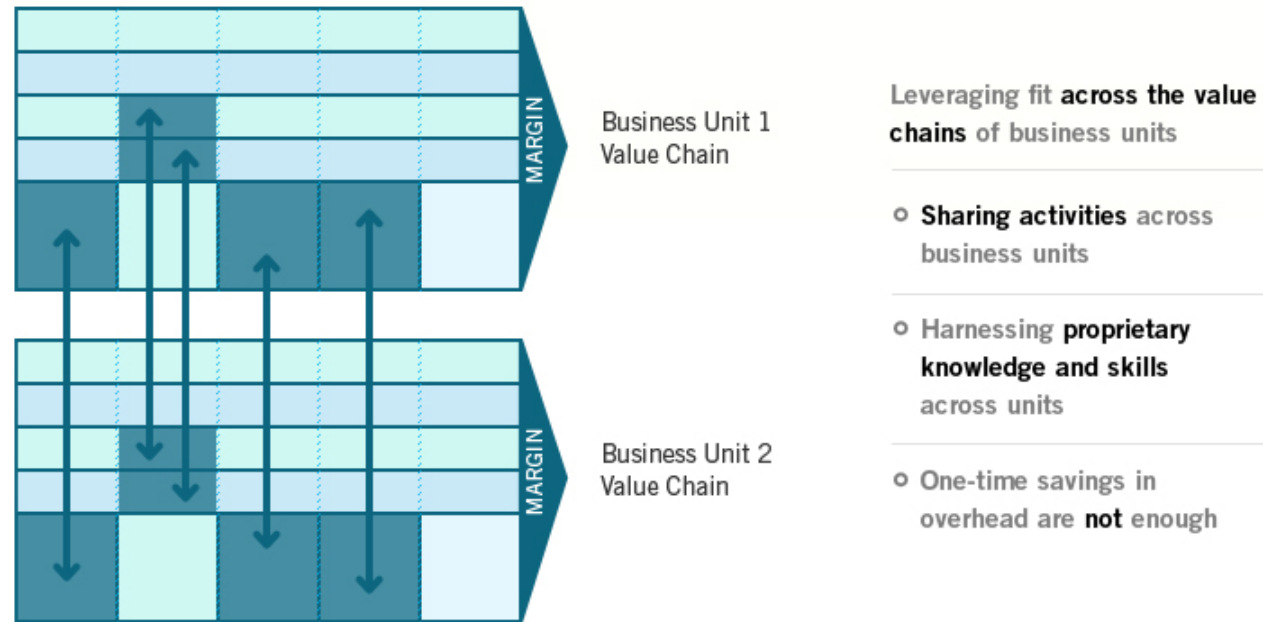 MARGIN
Business Unit 1
Value Chain
MARGIN
Business Unit 2
Value Chain
Leveraging fit across the value
chains of business units
Sharing activities across
business units
Harnessing proprietary
knowledge and skills
across units
One-time savings in
overhead are not enough